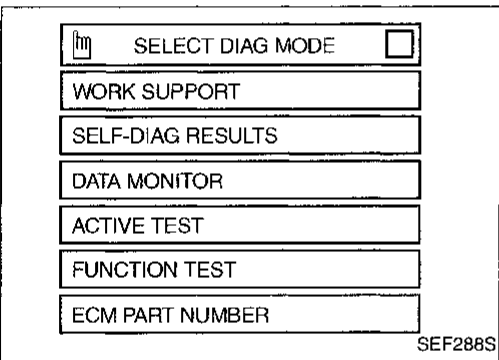 SELECT DIAG MODE
WORK SUPPORT
SELF-DIAG RESULTS
DATA MONITOR
ACTIVE TEST
FUNCTION TEST
ECM PART NUMBER
SEF288S